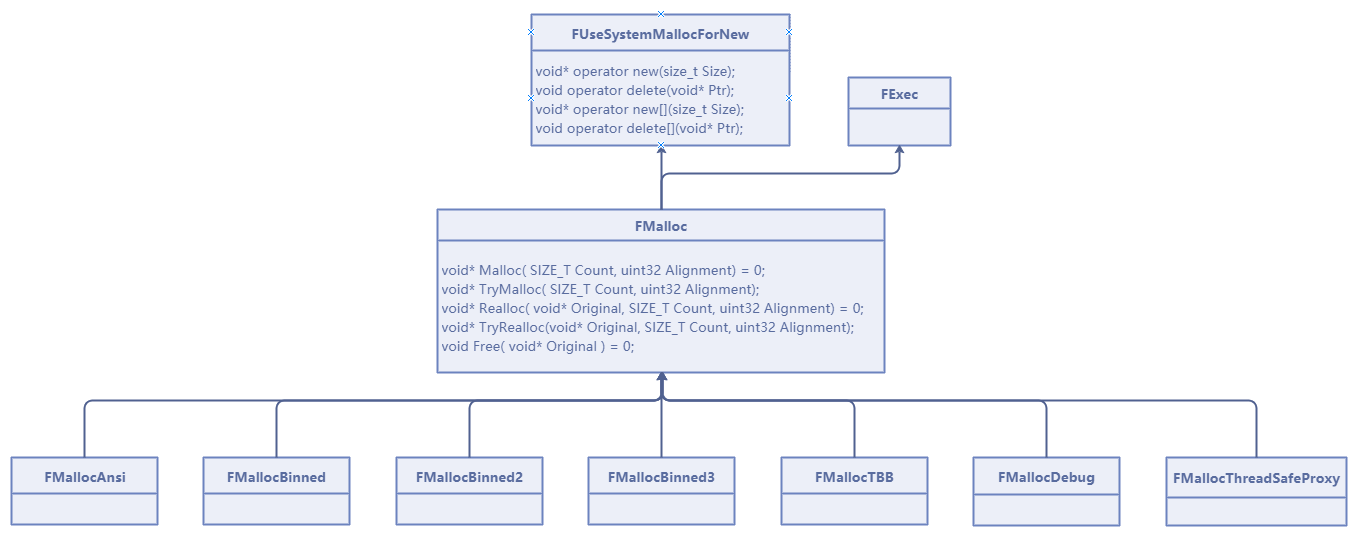 FUseSystemMallocForNew
void* operator new(size_t Size);
void operator delete(void* Ptr);
void* operator new[](size_t Size);
void operator delete[](void* Ptr);
FExec
FMalloc
void* Malloc( SIZE_T Count, uint32 Alignment) = 0;
void* TryMalloc( SIZE_T Count, uint32 Alignment);
void* Realloc( void* Original, SIZE_T Count, uint32 Alignment) = 0;
void* TryRealloc(void* Original, SIZE_T Count, uint32 Alignment);
void Free( void* Original ) = 0;
FMallocAnsi
FMallocBinned
FMallocBinned2
FMallocBinned3
FMallocTBB
FMallocDebug
FMallocThreadSafeProxy